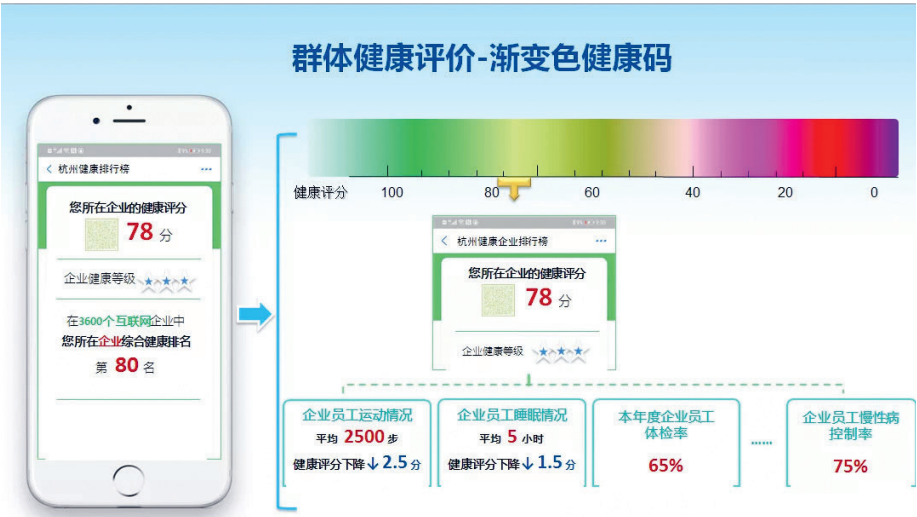 群体健康评价-渐变色健康码
杭州健康排行榜
您所在企业的健康评分
78 分
企业健康等级
在3600个互联网企业中
您所在企业综合健康排名
第 80 名
健康评分 100 80 60 40 20 0
杭州健康企业排行榜
您所在企业的健康评分
78 分
企业健康等级
企业员工运动情况
平均 2500 步
健康评分下降↓2.5 分
企业员工睡眠情况
平均 5 小时
健康评分下降↓1.5 分
本年度企业员工
体检率
65%
......
企业员工慢性病
控制率
75%